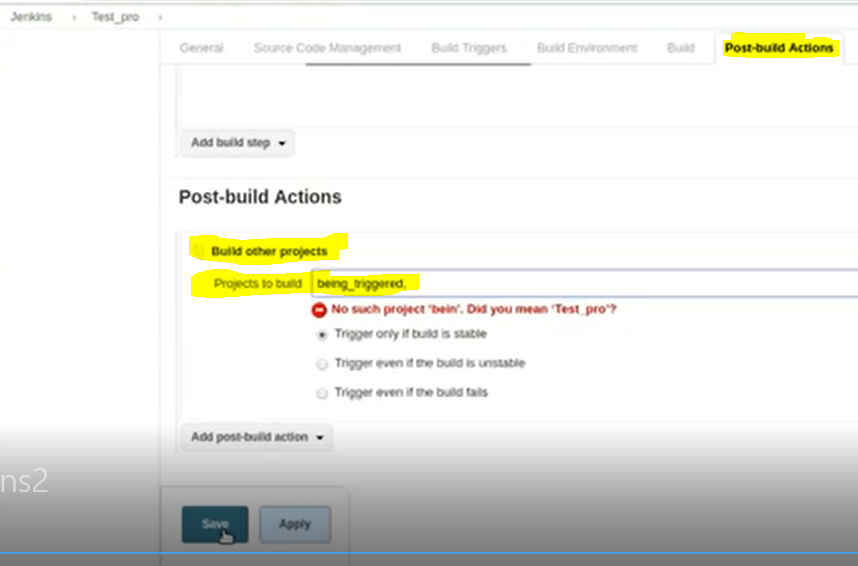 Jenkins › Test_pro ›
General Source Code Management Build Triggers Build Environment Build Post-build Actions
Add build step
Post-build Actions
Build other projects
Projects to build being_triggered,
No such project ‘bein’. Did you mean ‘Test_pro’?
Trigger only if build is stable
Trigger even if the build is unstable
Trigger even if the build fails
Add post-build action
ns2
Save Apply